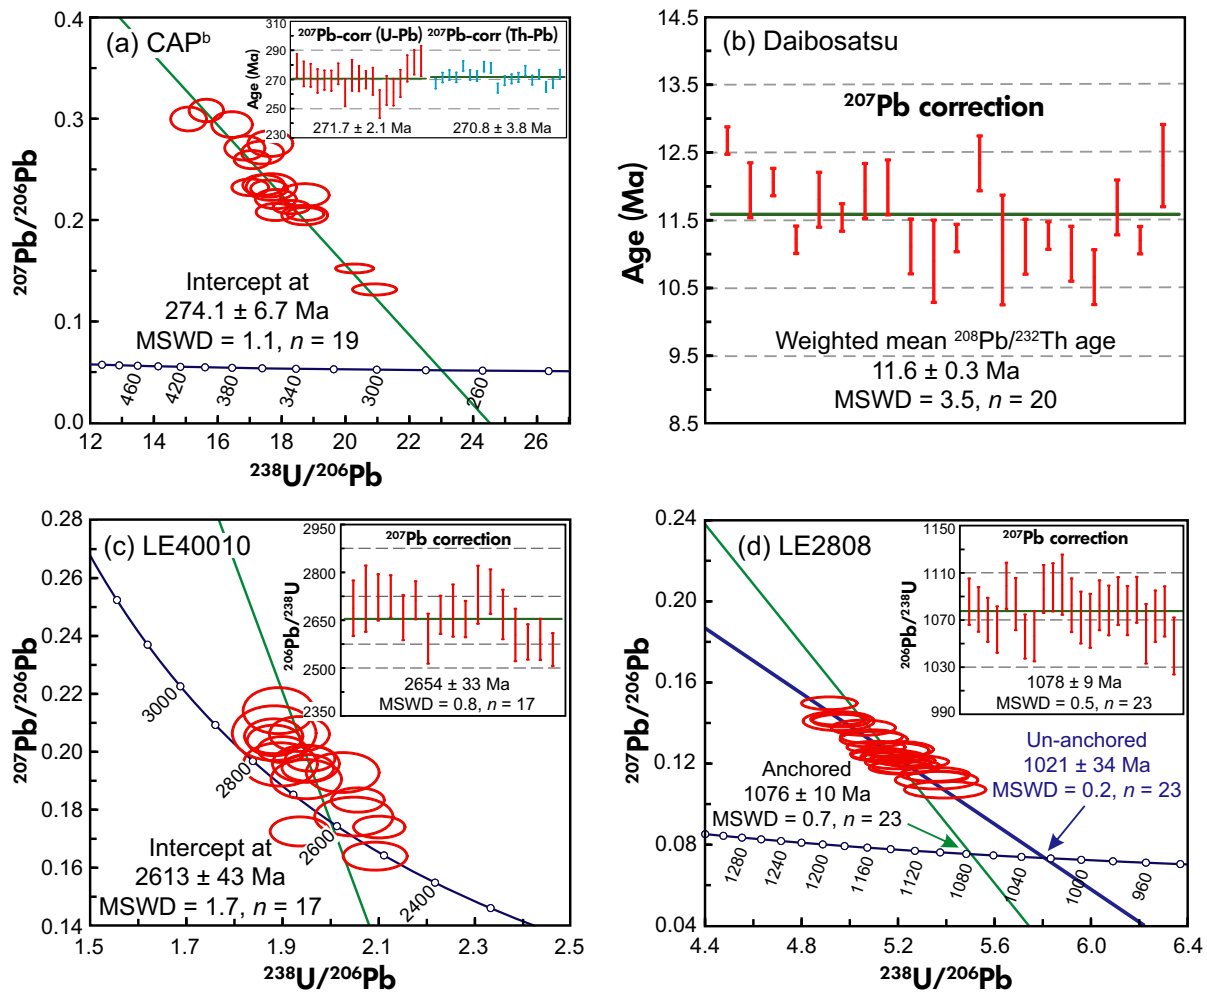 (a) CAPᵇ
²⁰⁷Pb/²⁰⁶Pb
0.4
0.3
0.2
0.1
0.0
12 14 16 18 20 22 24 26
²³⁸U/²⁰⁶Pb
460 420 380 340 300 260
Intercept at
274.1 ± 6.7 Ma
MSWD = 1.1, n = 19
²⁰⁷Pb-corr (U-Pb) ²⁰⁷Pb-corr (Th-Pb)
Age (Ma)
310
290
270
250
230
271.7 ± 2.1 Ma 270.8 ± 3.8 Ma
(b) Daibosatsu
Age (Ma)
14.5
13.5
12.5
11.5
10.5
9.5
8.5
²⁰⁷Pb correction
Weighted mean ²⁰⁸Pb/²³²Th age
11.6 ± 0.3 Ma
MSWD = 3.5, n = 20
(c) LE40010
²⁰⁷Pb/²⁰⁶Pb
0.28
0.26
0.24
0.22
0.20
0.18
0.16
0.14
1.5 1.7 1.9 2.1 2.3 2.5
²³⁸U/²⁰⁶Pb
3000 2800 2600 2400
Intercept at
2613 ± 43 Ma
MSWD = 1.7, n = 17
²⁰⁷Pb correction
²⁰⁶Pb/²³⁸U
2950
2800
2650
2500
2350
2654 ± 33 Ma
MSWD = 0.8, n = 17
(d) LE2808
²⁰⁷Pb/²⁰⁶Pb
0.24
0.20
0.16
0.12
0.08
0.04
4.4 4.8 5.2 5.6 6.0 6.4
²³⁸U/²⁰⁶Pb
1280 1240 1200 1160 1120 1080 1040 1000 960
Anchored
1076 ± 10 Ma
MSWD = 0.7, n = 23
Un-anchored
1021 ± 34 Ma
MSWD = 0.2, n = 23
²⁰⁷Pb correction
²⁰⁶Pb/²³⁸U
1150
1110
1070
1030
990
1078 ± 9 Ma
MSWD = 0.5, n = 23